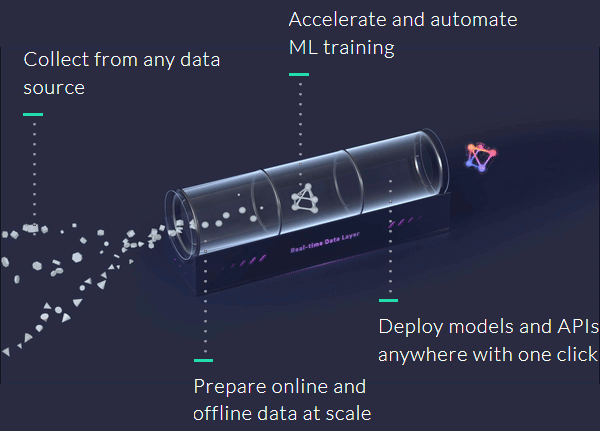 Accelerate and automate
ML training
Collect from any data
source
Real-time Data Layer
Deploy models and APIs
anywhere with one click
Prepare online and
offline data at scale